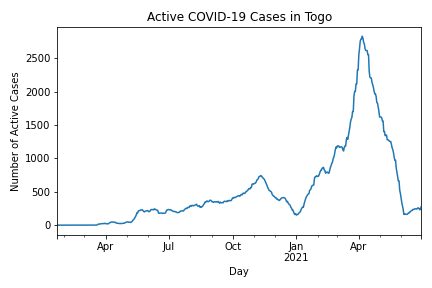 Active COVID-19 Cases in Togo
Number of Active Cases
2500
2000
1500
1000
500
0
Apr Jul Oct Jan Apr
2021
Day